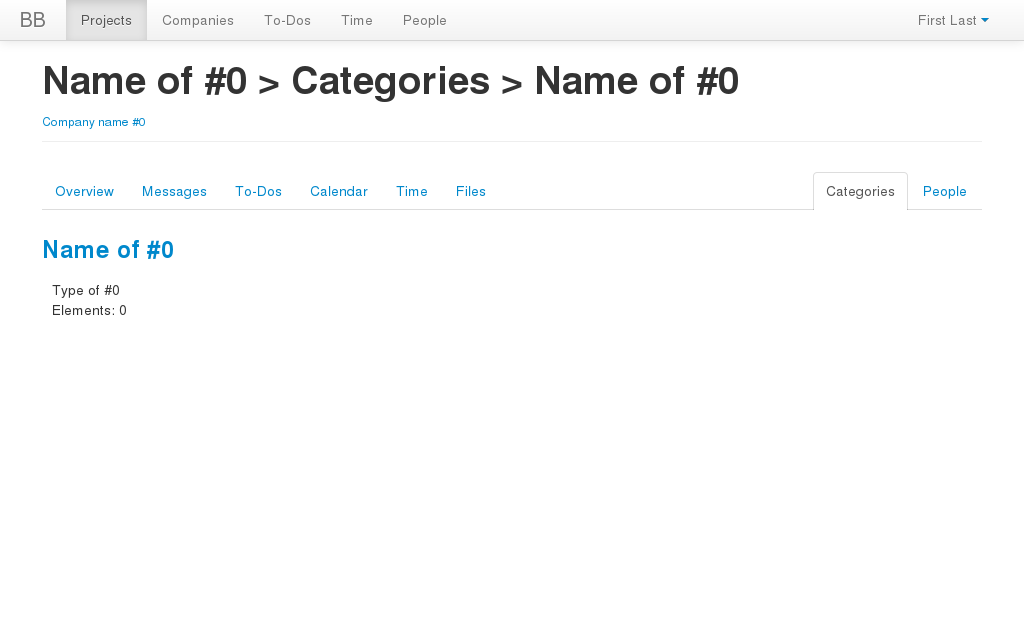 BB Projects Companies To-Dos Time People First Last
Name of #0 > Categories > Name of #0
Company name #0
Overview Messages To-Dos Calendar Time Files Categories People
Name of #0
Type of #0
Elements: 0